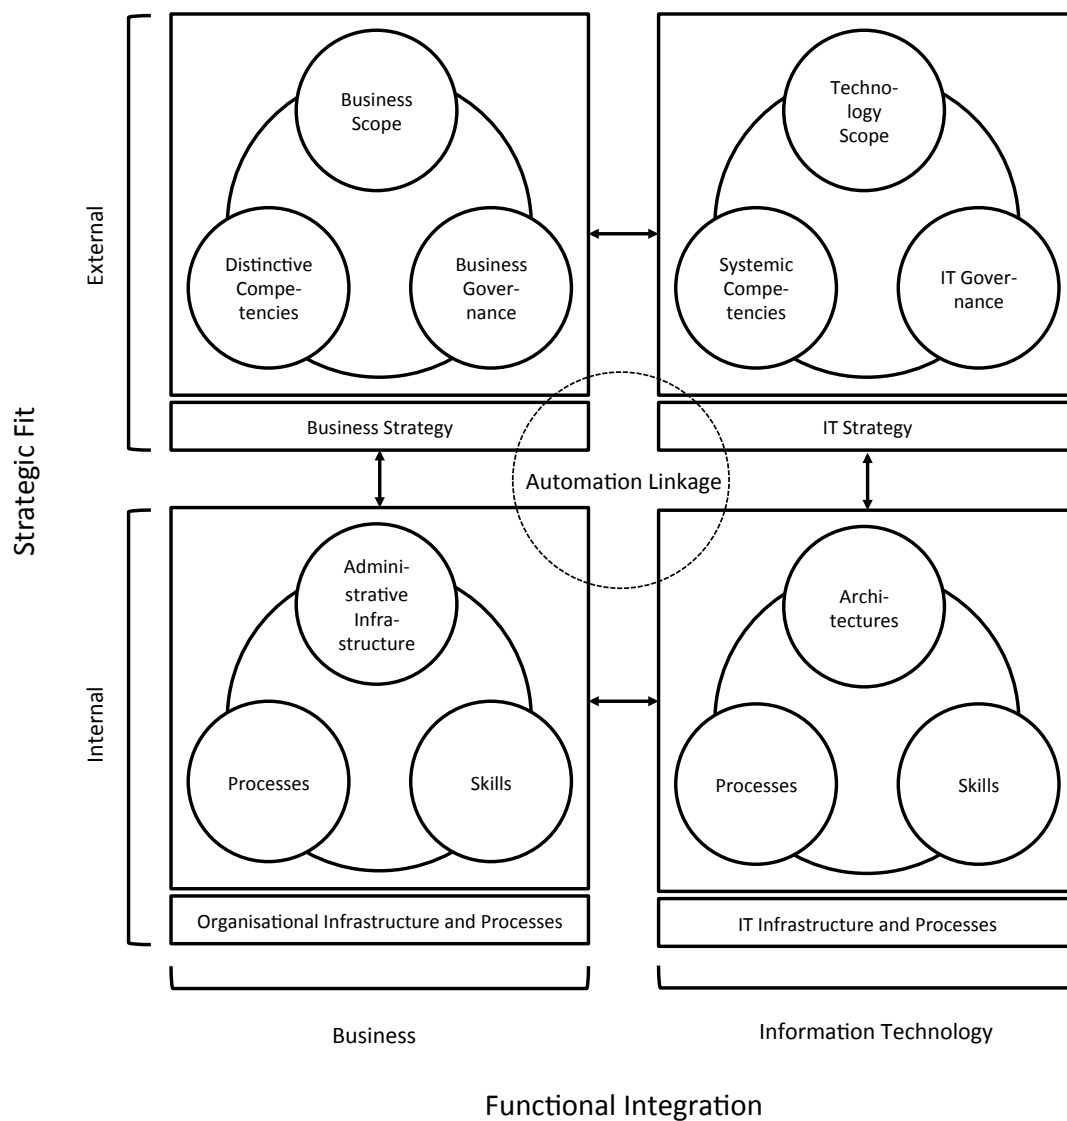 Business
Scope
Techno-
logy
Scope
External
Distinctive
Compe-
tencies
Business
Gover-
nance
Systemic
Compe-
tencies
IT Gover-
nance
Business Strategy
IT Strategy
Strategic Fit
Automation Linkage
Admini-
strative
Infra-
structure
Archi-
tectures
Internal
Processes
Skills
Processes
Skills
Organisational Infrastructure and Processes
IT Infrastructure and Processes
Business
Information Technology
Functional Integration